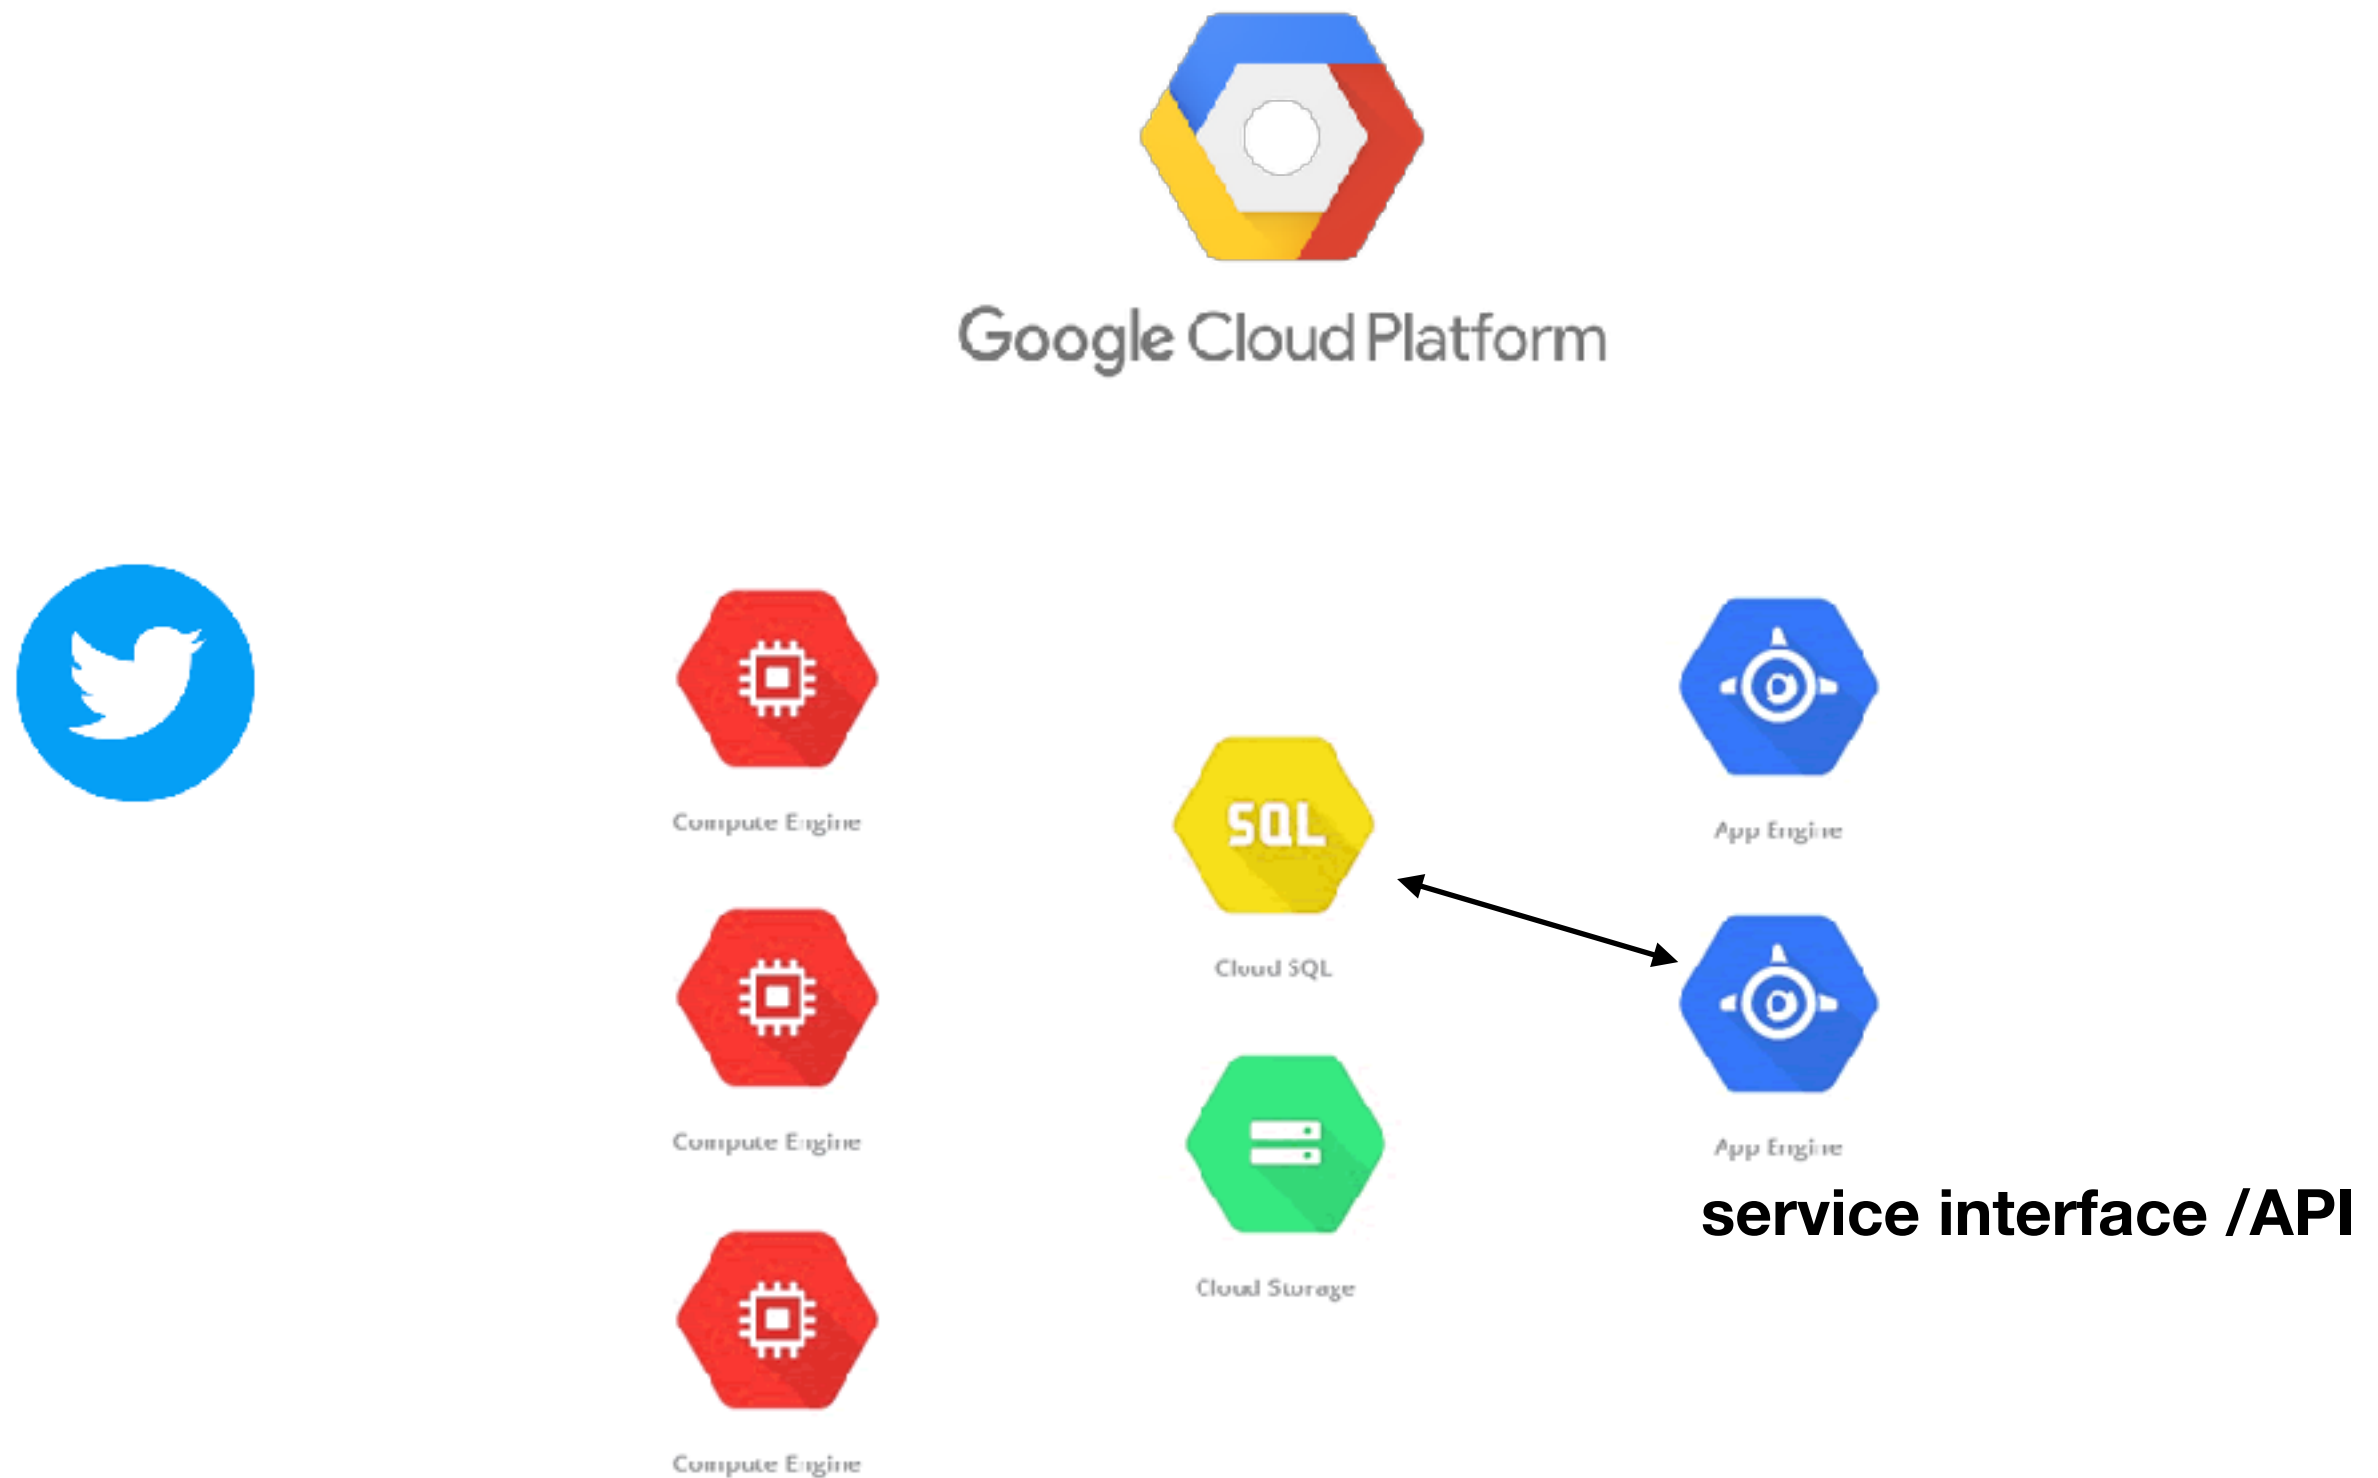 Google Cloud Platform
Compute Engine
SQL
App Engine
Cloud SQL
Compute Engine
App Engine
service interface /API
Cloud Storage
Compute Engine